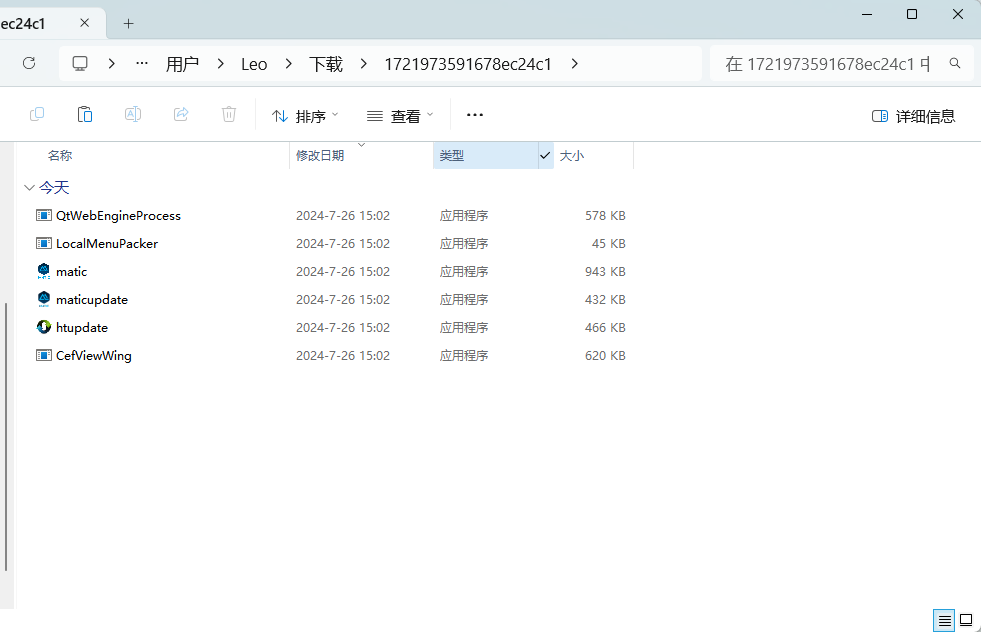 ec24c1
用户 Leo 下载 1721973591678ec24c1 在 1721973591678ec24c1 中
排序 查看 详细信息
名称 修改日期 类型 大小
今天
QtWebEngineProcess 2024-7-26 15:02 应用程序 578 KB
LocalMenuPacker 2024-7-26 15:02 应用程序 45 KB
matic 2024-7-26 15:02 应用程序 943 KB
maticupdate 2024-7-26 15:02 应用程序 432 KB
htupdate 2024-7-26 15:02 应用程序 466 KB
CefViewWing 2024-7-26 15:02 应用程序 620 KB